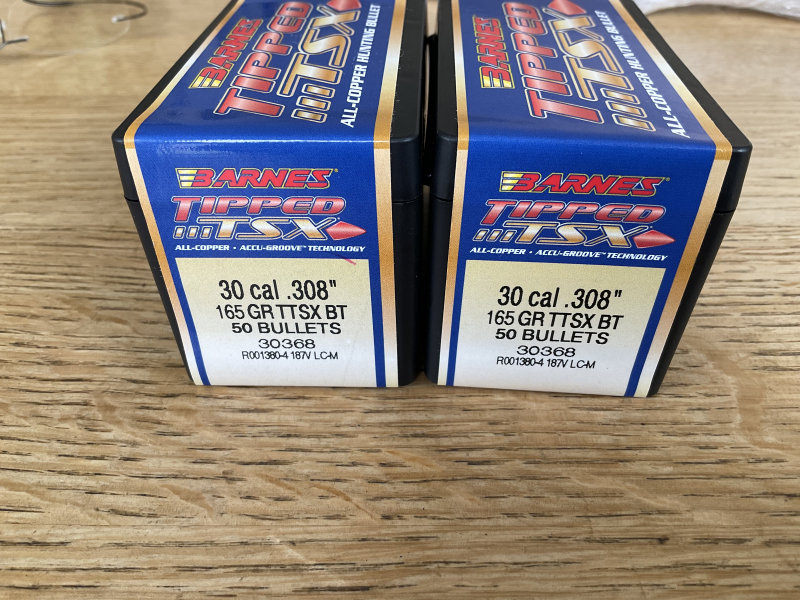 BARNES
TIPPED
TSX
ALL-COPPER HUNTING BULLET
BARNES
TIPPED
TSX
ALL-COPPER • ACCU-GROOVE™ TECHNOLOGY
30 cal .308"
165 GR TTSX BT
50 BULLETS
30368
R001380-4 187V LC-M
BARNES
TIPPED
TSX
ALL-COPPER HUNTING BULLET
BARNES
TIPPED
TSX
ALL-COPPER • ACCU-GROOVE™ TECHNOLOGY
30 cal .308"
165 GR TTSX BT
50 BULLETS
30368
R001380-4 187V LC-M